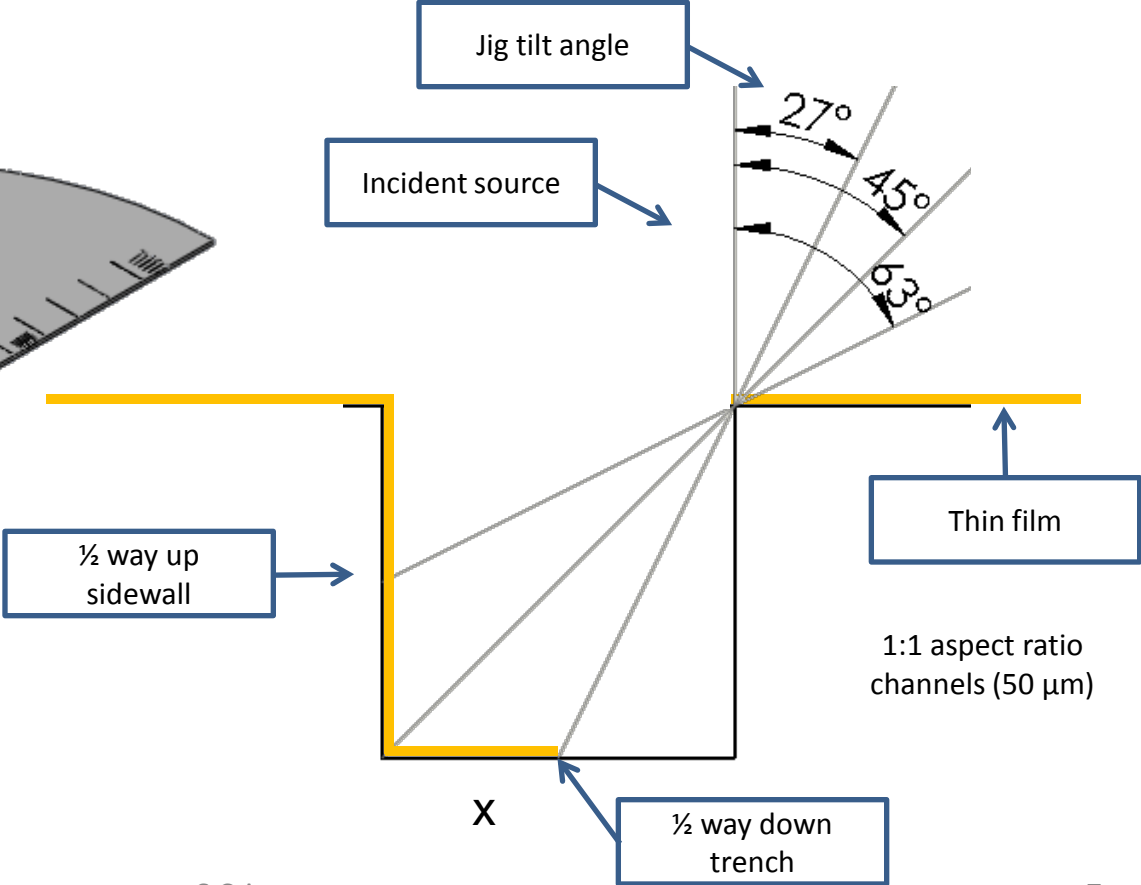 Jig tilt angle
27°
Incident source
45°
63°
Thin film
½ way up
sidewall
1:1 aspect ratio
channels (50 µm)
x
½ way down
trench